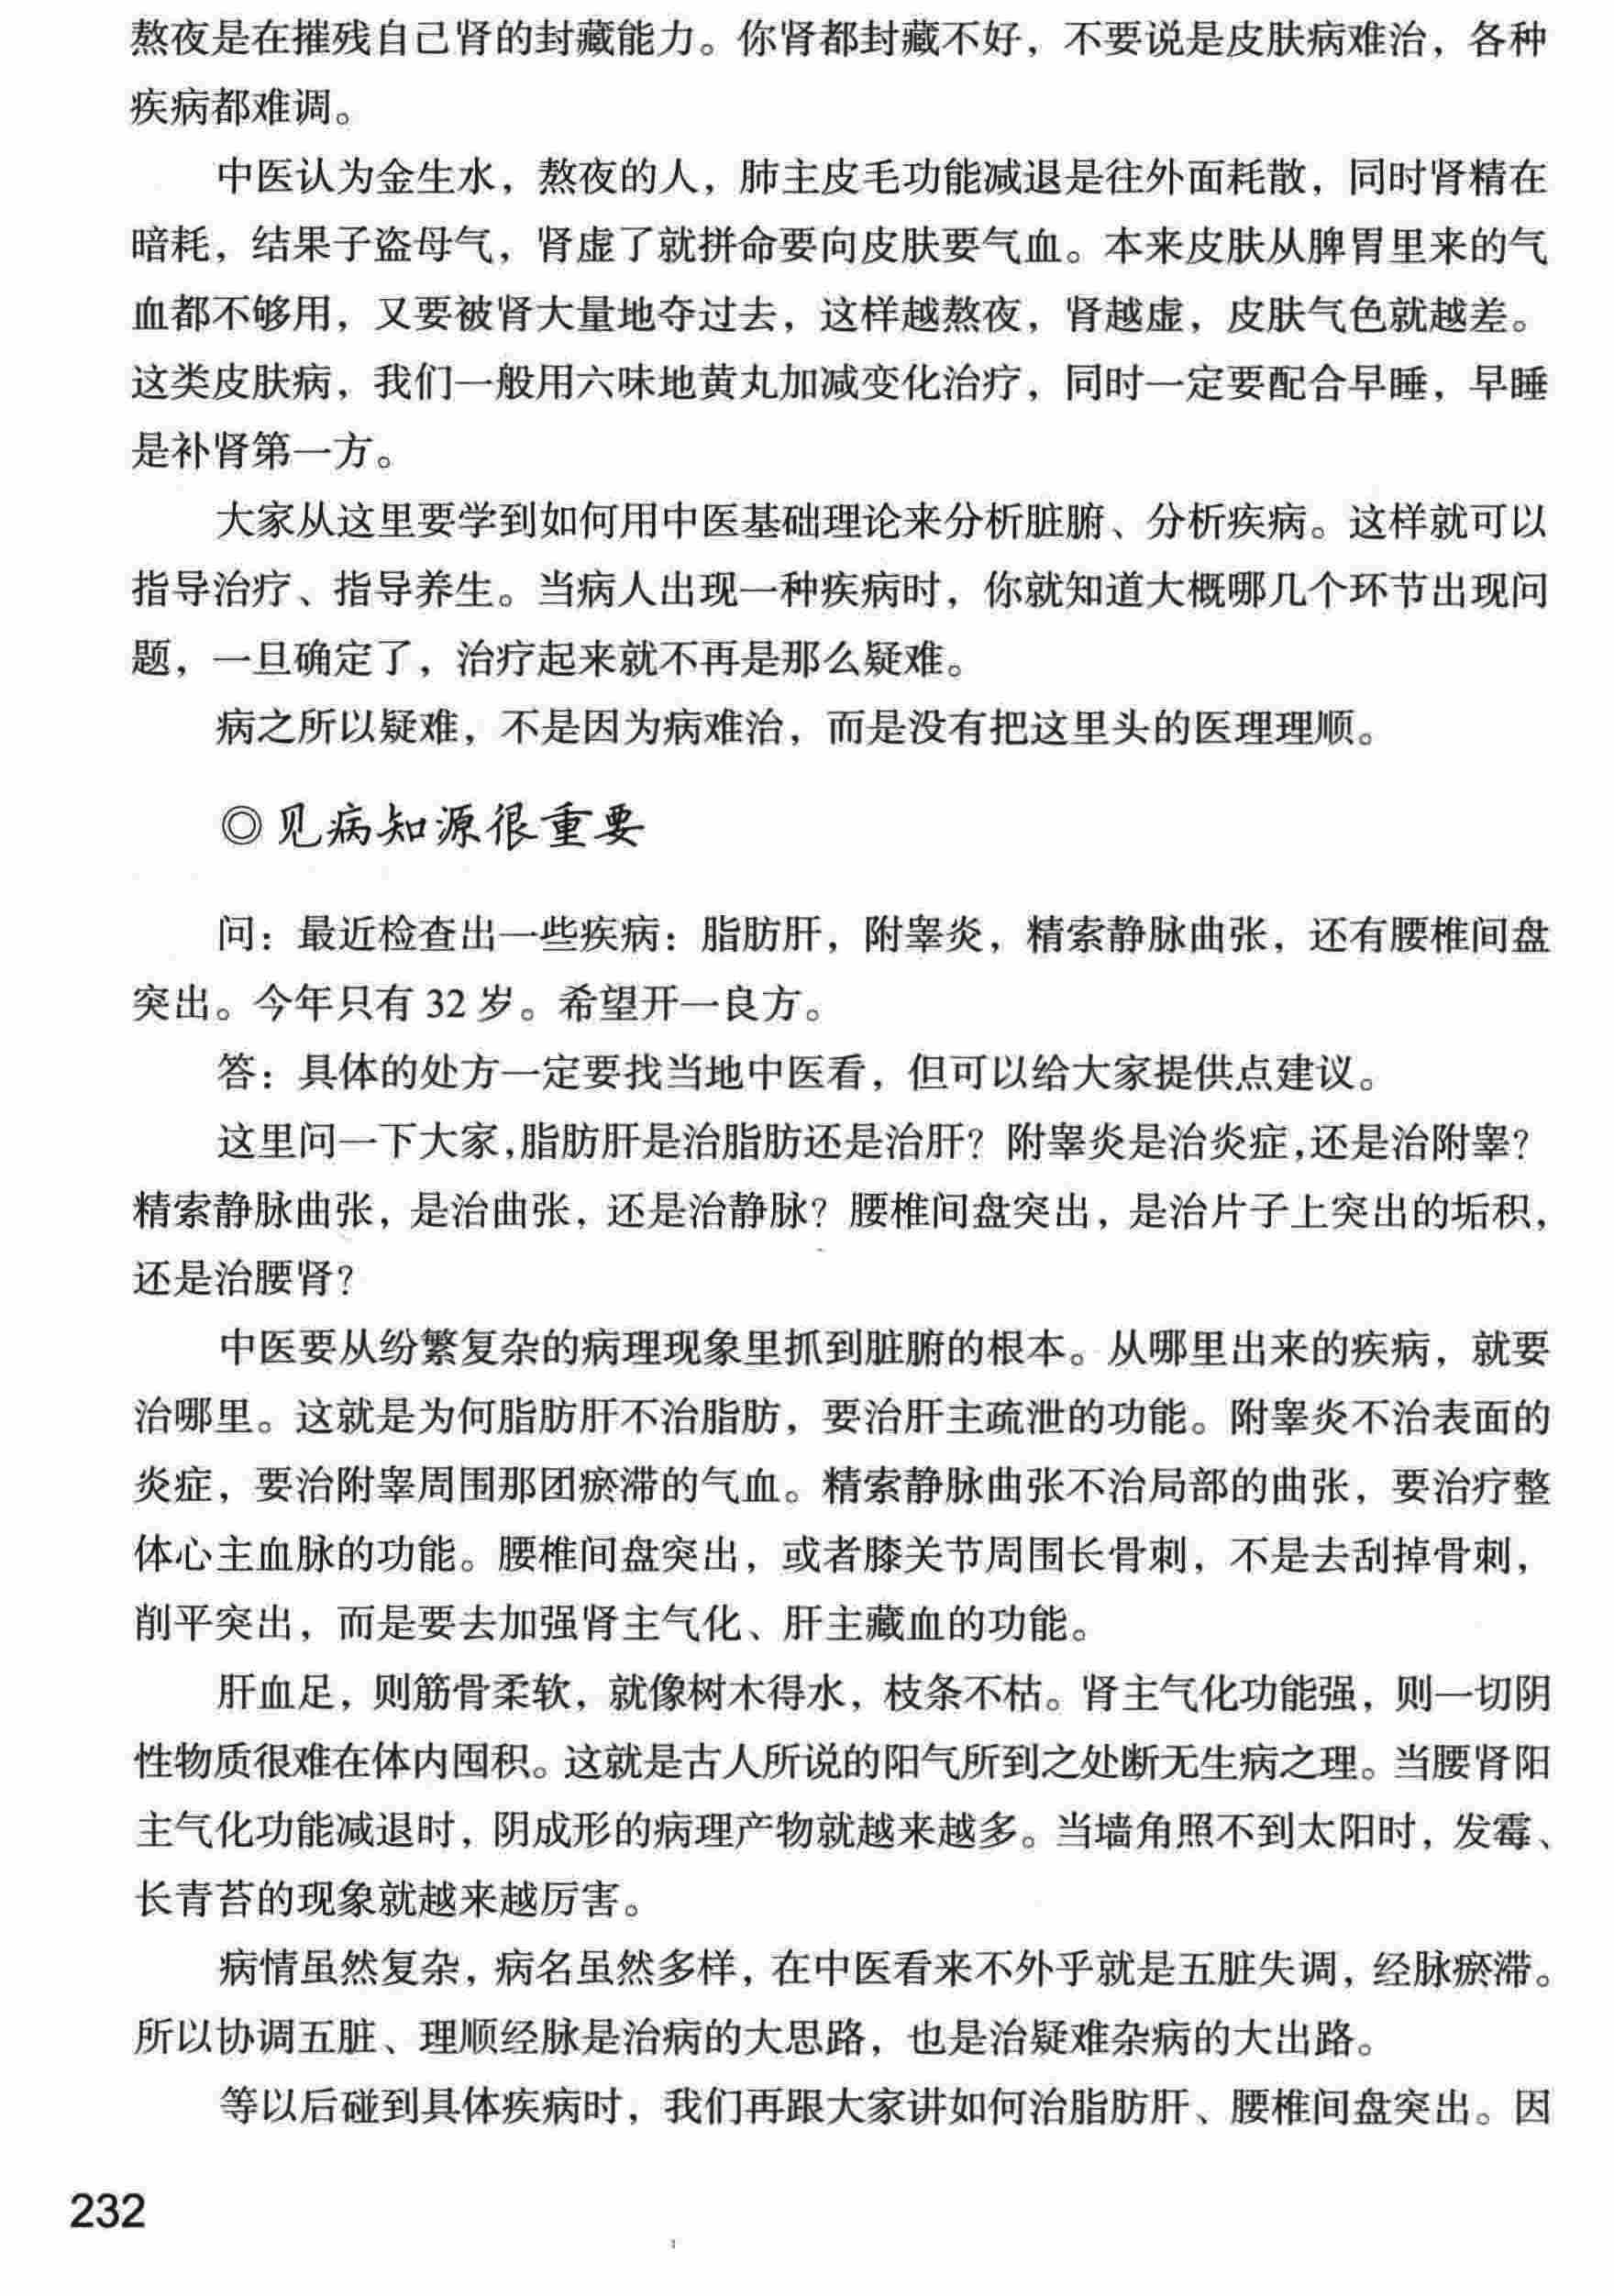 熬夜是在摧残自己肾的封藏能力。你肾都封藏不好，不要说是皮肤病难治，各种
疾病都难调。
中医认为金生水，熬夜的人，肺主皮毛功能减退是往外面耗散，同时肾精在
暗耗，结果子盗母气，肾虚了就拼命要向皮肤要气血。本来皮肤从脾胃里来的气
血都不够用，又要被肾大量地夺过去，这样越熬夜，肾越虚，皮肤气色就越差。
这类皮肤病，我们一般用六味地黄丸加减变化治疗，同时一定要配合早睡，早睡
是补肾第一方。
大家从这里要学到如何用中医基础理论来分析脏腑、分析疾病。这样就可以
指导治疗、指导养生。当病人出现一种疾病时，你就知道大概哪几个环节出现问
题，一旦确定了，治疗起来就不再是那么疑难。
病之所以疑难，不是因为病难治，而是没有把这里头的医理理顺。
◎见病知源很重要
问：最近检查出一些疾病：脂肪肝，附睾炎，精索静脉曲张，还有腰椎间盘
突出。今年只有 32 岁。希望开一良方。
答：具体的处方一定要找当地中医看，但可以给大家提供点建议。
这里问一下大家，脂肪肝是治脂肪还是治肝？附睾炎是治炎症，还是治附睾？
精索静脉曲张，是治曲张，还是治静脉？腰椎间盘突出，是治片子上突出的垢积，
还是治腰肾？
中医要从纷繁复杂的病理现象里抓到脏腑的根本。从哪里出来的疾病，就要
治哪里。这就是为何脂肪肝不治脂肪，要治肝主疏泄的功能。附睾炎不治表面的
炎症，要治附睾周围那团瘀滞的气血。精索静脉曲张不治局部的曲张，要治疗整
体心主血脉的功能。腰椎间盘突出，或者膝关节周围长骨刺，不是去刮掉骨刺，
削平突出，而是要去加强肾主气化、肝主藏血的功能。
肝血足，则筋骨柔软，就像树木得水，枝条不枯。肾主气化功能强，则一切阴
性物质很难在体内囤积。这就是古人所说的阳气所到之处断无生病之理。当腰肾阳
主气化功能减退时，阴成形的病理产物就越来越多。当墙角照不到太阳时，发霉、
长青苔的现象就越来越厉害。
病情虽然复杂，病名虽然多样，在中医看来不外乎就是五脏失调，经脉瘀滞。
所以协调五脏、理顺经脉是治病的大思路，也是治疑难杂病的大出路。
等以后碰到具体疾病时，我们再跟大家讲如何治脂肪肝、腰椎间盘突出。因
232